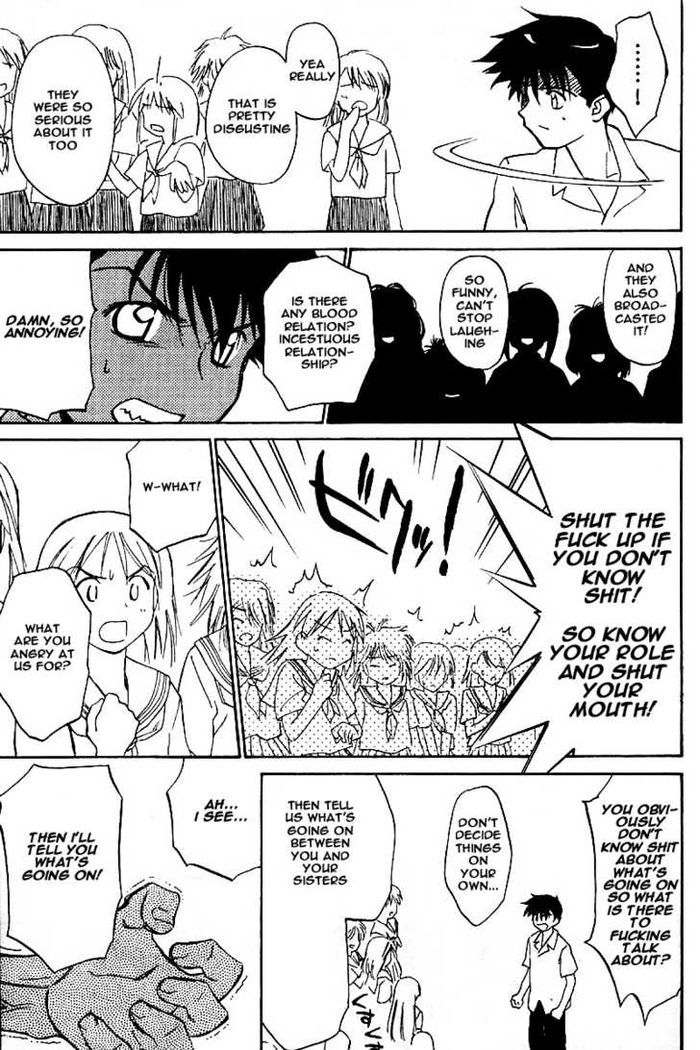 .......
YEA
REALLY
THAT IS
PRETTY
DISGUSTING
THEY
WERE SO
SERIOUS
ABOUT IT
TOO
AND
THEY
ALSO
BROAD-
CASTED
IT!
SO
FUNNY,
CAN'T
STOP
LAUGH-
ING
IS THERE
ANY BLOOD
RELATION?
INCESTUOUS
RELATION-
SHIP?
DAMN, SO
ANNOYING!
SHUT THE
FUCK UP IF
YOU DON'T
KNOW
SHIT!
SO KNOW
YOUR ROLE
AND SHUT
YOUR
MOUTH!
ビクッ!
W-WHAT!
WHAT
ARE YOU
ANGRY AT
US FOR?
YOU OBVI-
OUSLY
DON'T
KNOW SHIT
ABOUT
WHAT'S
GOING ON
SO WHAT
IS THERE
TO
FUCKING
TALK
ABOUT?
DON'T
DECIDE
THINGS
ON
YOUR
OWN...
THEN TELL
US WHAT'S
GOING ON
BETWEEN
YOU AND
YOUR
SISTERS
AH...
I SEE...
THEN I'LL
TELL YOU
WHAT'S
GOING ON!